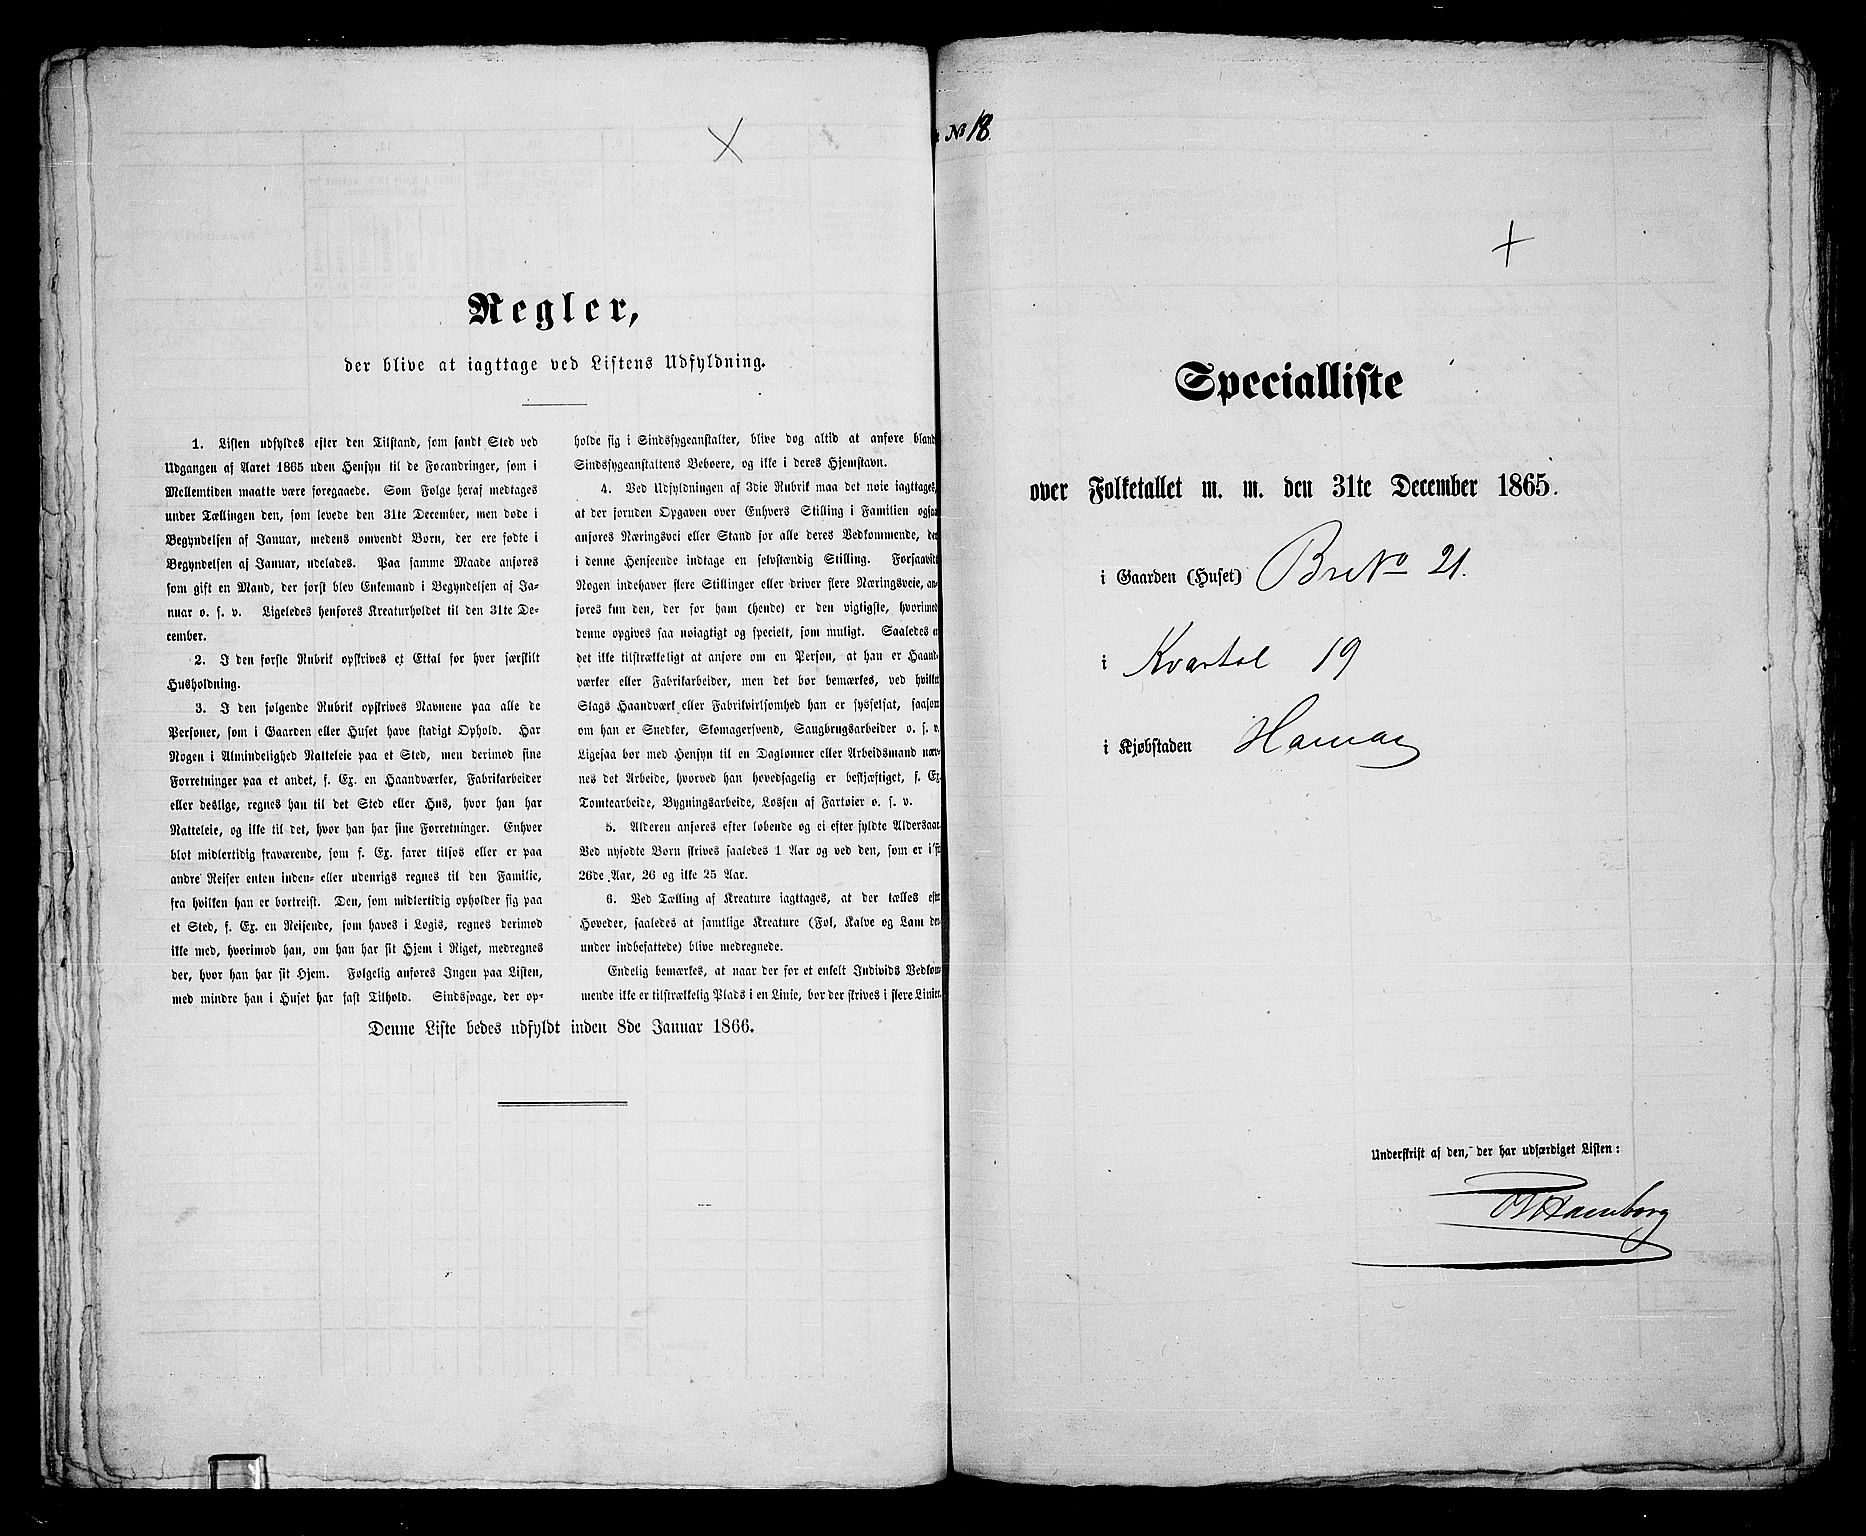 Regler,
der blive at iagttage ved Listens Udfyldning.
1. Listen udfyldes efter den Tilstand, som fandt Sted ved
Udgangen af Aaret 1865 uden Hensyn til de Forandringer, som i
Mellemtiden maatte være foregaaede. Som Følge heraf medtages
under Tællingen den, som levede den 31te December, men døde i
Begyndelsen af Januar, medens omvendt Børn, der ere fødte i
Begyndelsen af Januar, udelades. Paa samme Maade anføres
som gift en Mand, der først blev Enkemand i Begyndelsen af Ja-
nuar o. s. v. Ligeledes henføres Kreaturholdet til den 31te De-
cember.
2. I den første Rubrik opskrives et Ettal for hver særskilt
Husholdning.
3. I den følgende Rubrik opskrives Navnene paa alle de
Personer, som i Gaarden eller Huset have stadigt Ophold. Har
Nogen i Almindelighed Natteleie paa et Sted, men derimod sine
Forretninger paa et andet, f. Ex. en Haandværker, Fabrikarbeider
eller deslige, regnes han til det Sted eller Hus, hvor han har
Natteleie, og ikke til det, hvor han har sine Forretninger. Enhver
blot midlertidig fraværende, som f. Ex. farer tilsøs eller er paa
andre Reiser enten inden- eller udenrigs regnes til den Familie,
fra hvilken han er bortreist. Den, som midlertidig opholder sig paa
et Sted, f. Ex. en Reisende, som haves i Logis, regnes derimod
ikke med, hvorimod han, om han har sit Hjem i Riget, medregnes
der, hvor han har sit Hjem. Følgelig anføres Ingen paa Listen,
med mindre han i Huset har fast Tilhold. Sindssvage, der op-
holde sig i Sindssygeanstalter, blive dog altid at anføre bland
Sindssygeanstaltens Beboere, og ikke i deres Hjemstavn.
4. Ved Udfyldningen af 3die Rubrik maa det nøie iagttages,
at der foruden Opgaven over Enhvers Stilling i Familien ogsaa
anføres Næringsvei eller Stand for alle deres Vedkommende, der
i denne Henseende indtage en selvstændig Stilling. Forsaavidt
Nogen indehaver flere Stillinger eller driver flere Næringsveie, an-
føres kun den, der for ham (hende) er den vigtigste, hvorimod
denne opgives saa nøiagtigt og specielt, som muligt. Saaledes e
det ikke tilstrækkeligt at anføre om en Person, at han er Haand-
værker eller Fabrikarbeider, men det bør bemærkes, ved hvilket
Slags Haandværk eller Fabrikvirksomhed han er sysselsat, saasom
om han er Snedker, Skomagersvend, Saugbrugsarbeider o. s. v.
Ligesaa bør med Hensyn til en Daglønner eller Arbeidsmand næv-
nes det Arbeide, hvorved han hovedsagelig er beskjæftiget, f. Ex
Tomtearbeide, Bygningsarbeide, Lossen af Fartøier o. s. v.
5. Alderen anføres efter løbende og ei efter fyldte Aldersaar.
Ved nyfødte Børn skrives saaledes 1 Aar og ved den, som er i si
26de Aar, 26 og ikke 25 Aar.
6. Ved Tælling af Kreature iagttages, at der tælles efter
Hoveder, saaledes at samtlige Kreature (Føl, Kalve og Lam der-
under indbefattede) blive medregnede.
Endelig bemærkes, at naar der for et enkelt Individs Vedkom-
mende ikke er tilstrækkelig Plads i en Linie, bør der skrives i flere Linier.
Denne Liste bedes udfyldt inden 8de Januar 1866.
№ 18.
Specialliste
over Folketallet m. m. den 31te December 1865.
i Gaarden (Huset) Br No 21.
i Kvartal 19
i Kjøbstaden Hamar
Underskrift af den, der har udfærdiget Listen: